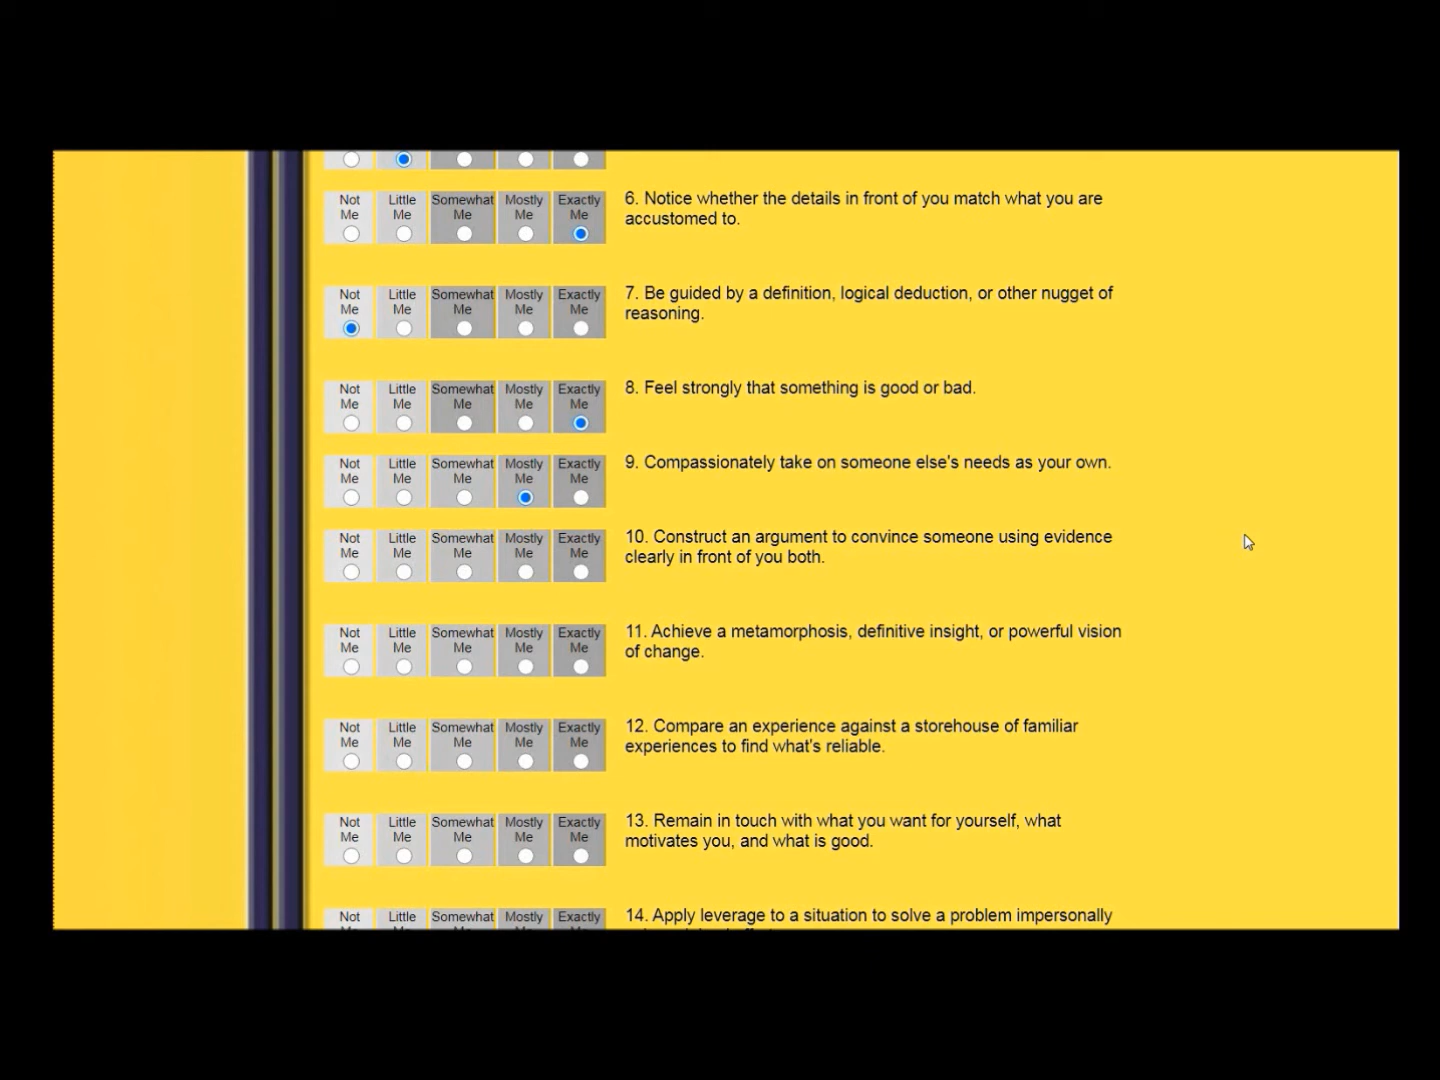 Not Little Somewhat Mostly Exactly
Me Me Me Me Me
6. Notice whether the details in front of you match what you are
accustomed to.
Not Little Somewhat Mostly Exactly
Me Me Me Me Me
7. Be guided by a definition, logical deduction, or other nugget of
reasoning.
Not Little Somewhat Mostly Exactly
Me Me Me Me Me
8. Feel strongly that something is good or bad.
Not Little Somewhat Mostly Exactly
Me Me Me Me Me
9. Compassionately take on someone else's needs as your own.
Not Little Somewhat Mostly Exactly
Me Me Me Me Me
10. Construct an argument to convince someone using evidence
clearly in front of you both.
Not Little Somewhat Mostly Exactly
Me Me Me Me Me
11. Achieve a metamorphosis, definitive insight, or powerful vision
of change.
Not Little Somewhat Mostly Exactly
Me Me Me Me Me
12. Compare an experience against a storehouse of familiar
experiences to find what's reliable.
Not Little Somewhat Mostly Exactly
Me Me Me Me Me
13. Remain in touch with what you want for yourself, what
motivates you, and what is good.
Not Little Somewhat Mostly Exactly
14. Apply leverage to a situation to solve a problem impersonally